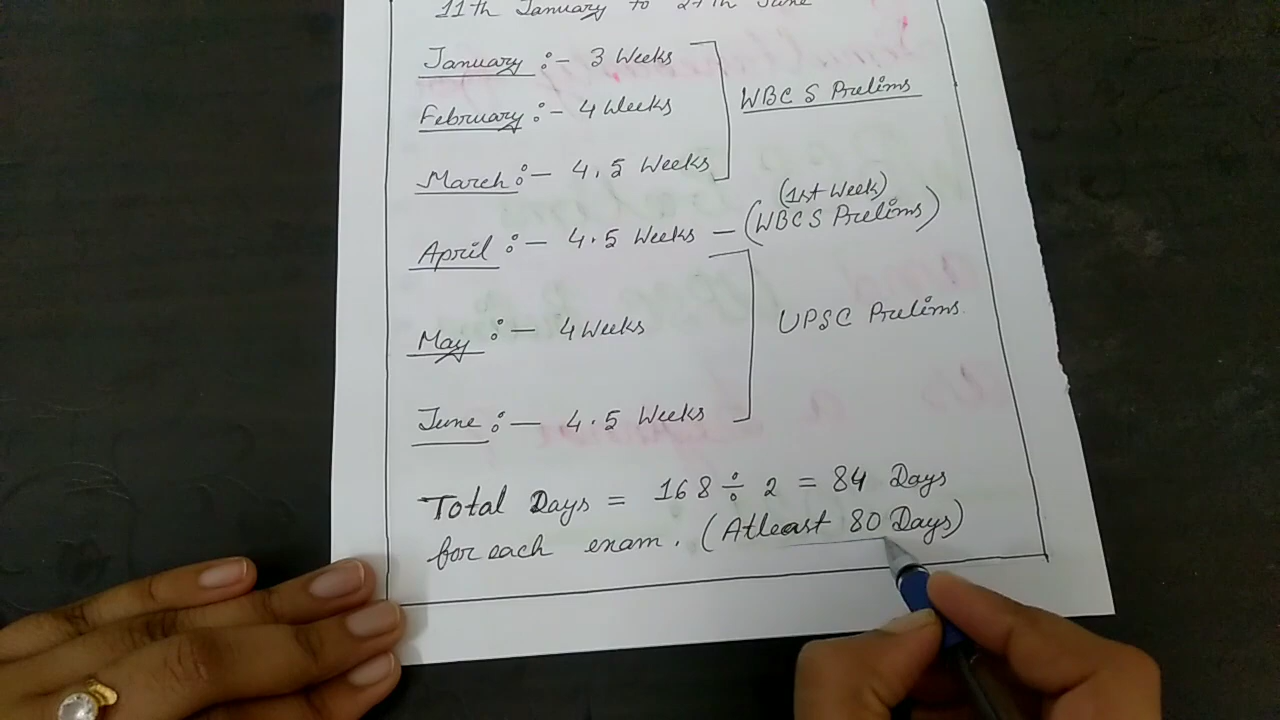 11th January to 27th June
January :- 3 Weeks
February :- 4 Weeks
WBCS Prelims
March :- 4.5 Weeks
(1st Week)
April :- 4.5 Weeks - (WBCS Prelims)
May :- 4 Weeks
UPSC Prelims
June :- 4.5 Weeks
Total Days = 168 ÷ 2 = 84 Days
for each exam. (Atleast 80 Days)